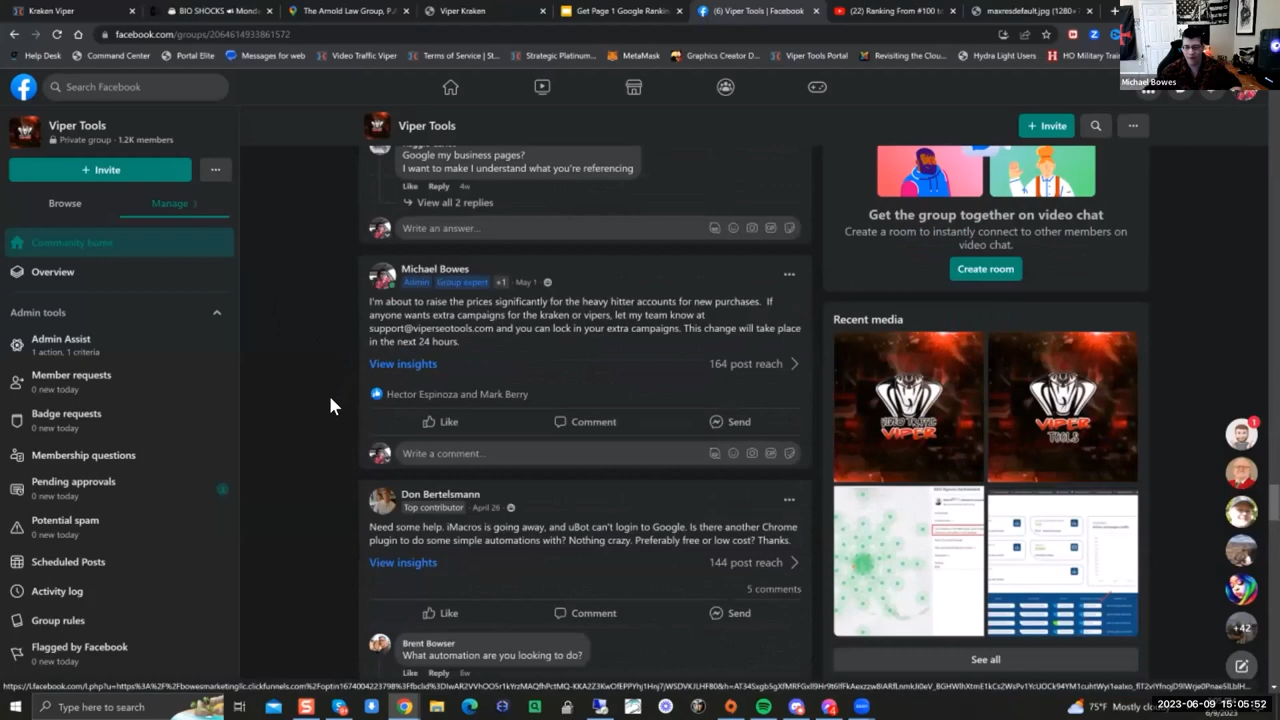 Kraken Viper
BIO SHOCKS
The Arnold Law Group, P
Viper Kraken
Get Page 1 Google Rankin
(6) Viper Tools | Facebook
(22) Ranking From #100 t
maxresdefault.jpg (1280×
facebook.com/groups/2064614933861572
Help Desk
Command Center
Portal Elite
Messages for web
Video Traffic Viper
Terms of Service Vi
Strategic Platinum...
MetaMask
Graphics Creator D...
Viper Tools Portal
Revisiting the Clou...
Hydra Light Users
HO Military Train
Michael Bowes
Search Facebook
Viper Tools
Private group · 1.2K members
+ Invite
Browse
Manage
Community home
Overview
Admin tools
Admin Assist
1 action, 1 criteria
Member requests
0 new today
Badge requests
0 new today
Membership questions
Pending approvals
0 new today
Potential spam
0 new today
Scheduled Posts
Activity log
Group rules
Flagged by Facebook
0 new today
Viper Tools
+ Invite
Google my business pages?
I want to make I understand what you're referencing
Like Reply 4w
View all 2 replies
Write an answer...
Michael Bowes
Admin Group expert +1 · May 1
I'm about to raise the prices significantly for the heavy hitter accounts for new purchases. If
anyone wants extra campaigns for the kraken or vipers, let my team know at
support@viperseotools.com and you can lock in your extra campaigns. This change will take place
in the next 24 hours.
View insights
164 post reach
Hector Espinoza and Mark Berry
Like
Comment
Send
Write a comment...
Top contributor · April 28
Need some help. iMacros is going away, and uBot can't login to Google. Is there another Chrome
plugin to do some simple automations with? Nothing crazy. Preferably free or low cost? Thanks.
View insights
144 post reach
5 comments
Like
Comment
Send
Brent Bowser
What automation are you looking to do?
Like Reply 6w
Get the group together on video chat
Create a room to instantly connect to other members on
video chat.
Create room
Recent media
VIDEO TRAFFIC
VIPER
VIPER
TOOLS
See all
1
+42
Type here to search
75°F Mostly cloudy
2023-06-09 15:05:52
6/9/2023